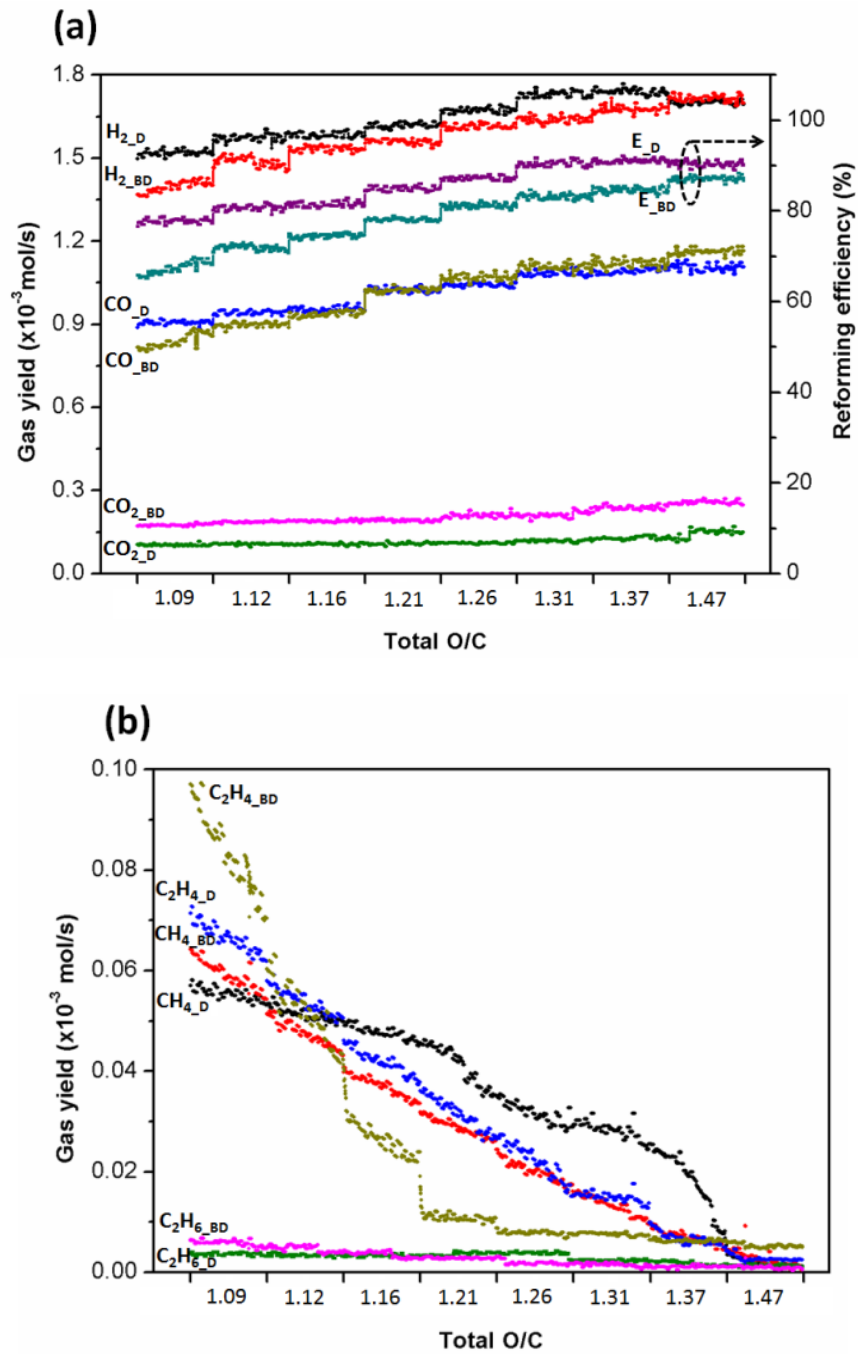 (a)
1.8
1.5
1.2
0.9
0.6
0.3
0.0
Gas yield (x10⁻³mol/s)
100
80
60
40
20
0
Reforming efficiency (%)
H₂_D
H₂_BD
E_D
E_BD
CO_D
CO_BD
CO₂_BD
CO₂_D
1.09 1.12 1.16 1.21 1.26 1.31 1.37 1.47
Total O/C
(b)
0.10
0.08
0.06
0.04
0.02
0.00
Gas yield (x10⁻³ mol/s)
C₂H₄_BD
C₂H₄_D
CH₄_BD
CH₄_D
C₂H₆_BD
C₂H₆_D
1.09 1.12 1.16 1.21 1.26 1.31 1.37 1.47
Total O/C